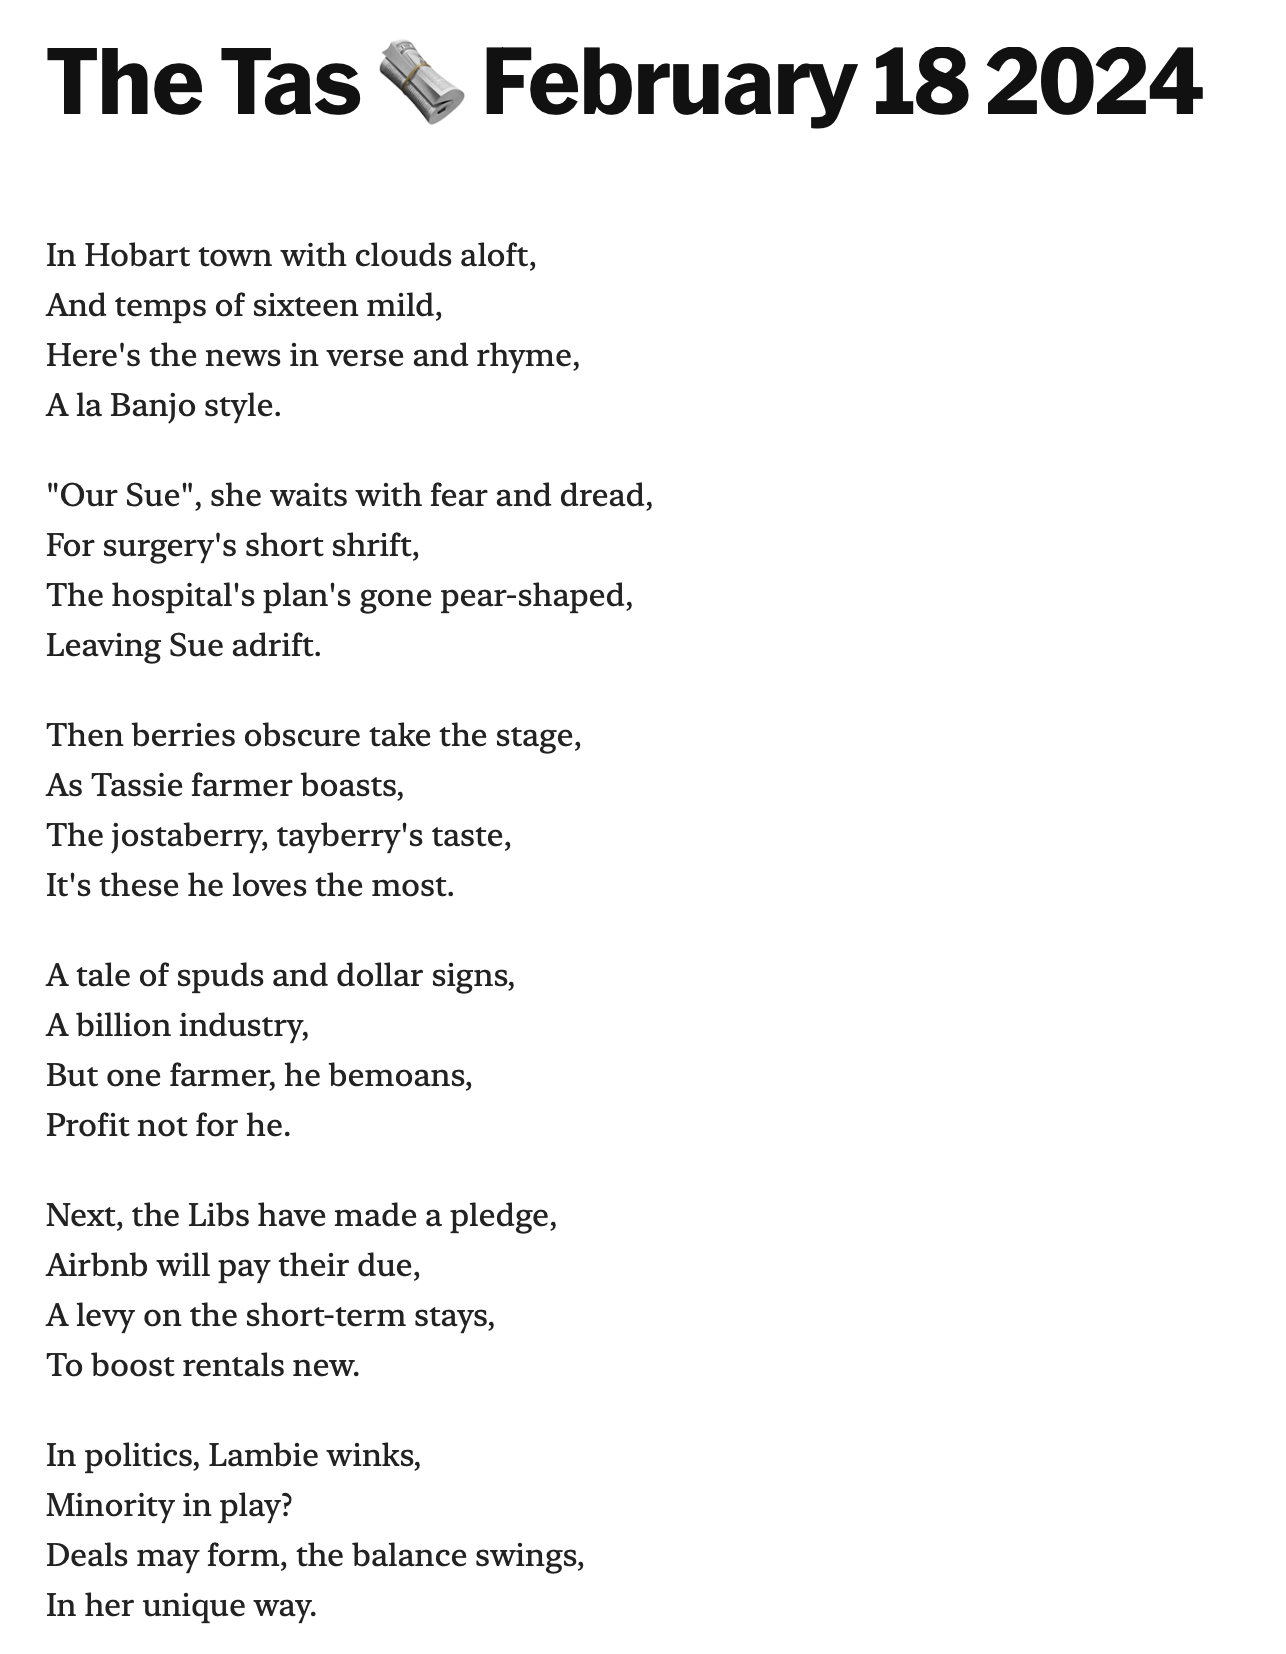 The Tas 🗞️ February 18 2024
In Hobart town with clouds aloft,
And temps of sixteen mild,
Here's the news in verse and rhyme,
A la Banjo style.
"Our Sue", she waits with fear and dread,
For surgery's short shrift,
The hospital's plan's gone pear-shaped,
Leaving Sue adrift.
Then berries obscure take the stage,
As Tassie farmer boasts,
The jostaberry, tayberry's taste,
It's these he loves the most.
A tale of spuds and dollar signs,
A billion industry,
But one farmer, he bemoans,
Profit not for he.
Next, the Libs have made a pledge,
Airbnb will pay their due,
A levy on the short-term stays,
To boost rentals new.
In politics, Lambie winks,
Minority in play?
Deals may form, the balance swings,
In her unique way.